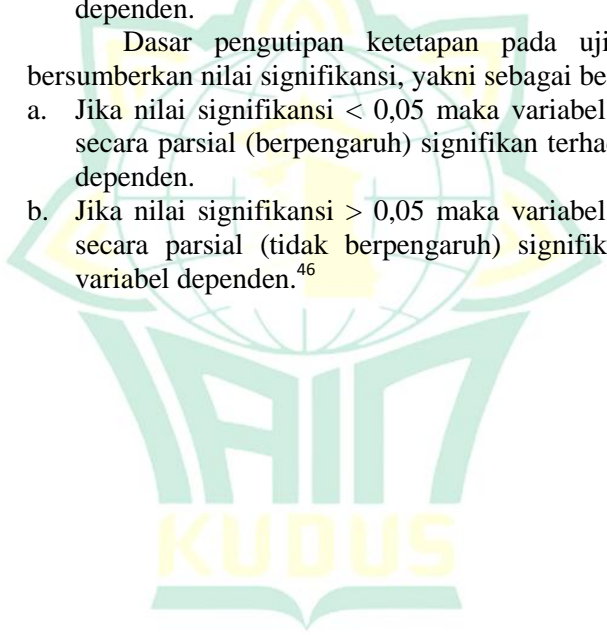 dependen.
Dasar pengutipan ketetapan pada uji
bersumberkan nilai signifikansi, yakni sebagai be
a. Jika nilai signifikansi < 0,05 maka variabel
secara parsial (berpengaruh) signifikan terha
dependen.
b. Jika nilai signifikansi > 0,05 maka variabel
secara parsial (tidak berpengaruh) signifik
variabel dependen.⁴⁶
IAIN
KUDUS